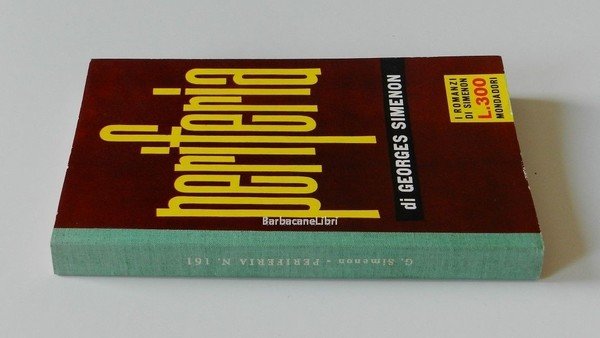 periferia
di GEORGES SIMENON
I ROMANZI
DI SIMENON
L.300
MONDADORI
BarbacaneLibri
G. Simenon - PERIFERIA N. 161